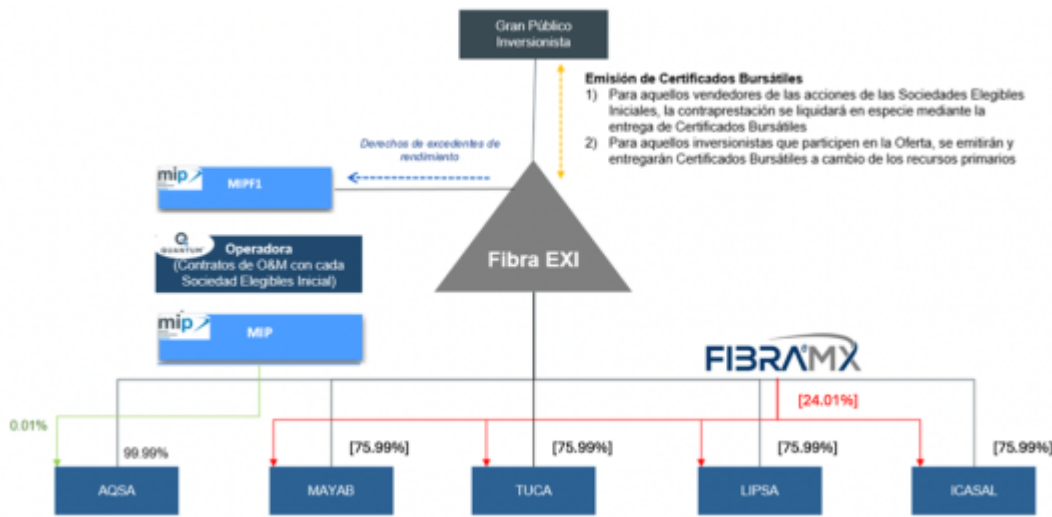 Gran Público
Inversionista
Emisión de Certificados Bursátiles
1) Para aquellos vendedores de las acciones de las Sociedades Elegibles
Iniciales, la contraprestación se liquidará en especie mediante la
entrega de Certificados Bursátiles
2) Para aquellos inversionistas que participen en la Oferta, se emitirán y
entregarán Certificados Bursátiles a cambio de los recursos primarios
Derechos de excedentes de
rendimiento
mip
MIPF1
QUANTUM
Operadora
(Contratos de O&M con cada
Sociedad Elegibles Inicial)
Fibra EXI
mip
MIP
FIBRA MX
[24.01%]
0.01%
99.99%
[75.99%]
[75.99%]
[75.99%]
[75.99%]
AQSA
MAYAB
TUCA
LIPSA
ICASAL